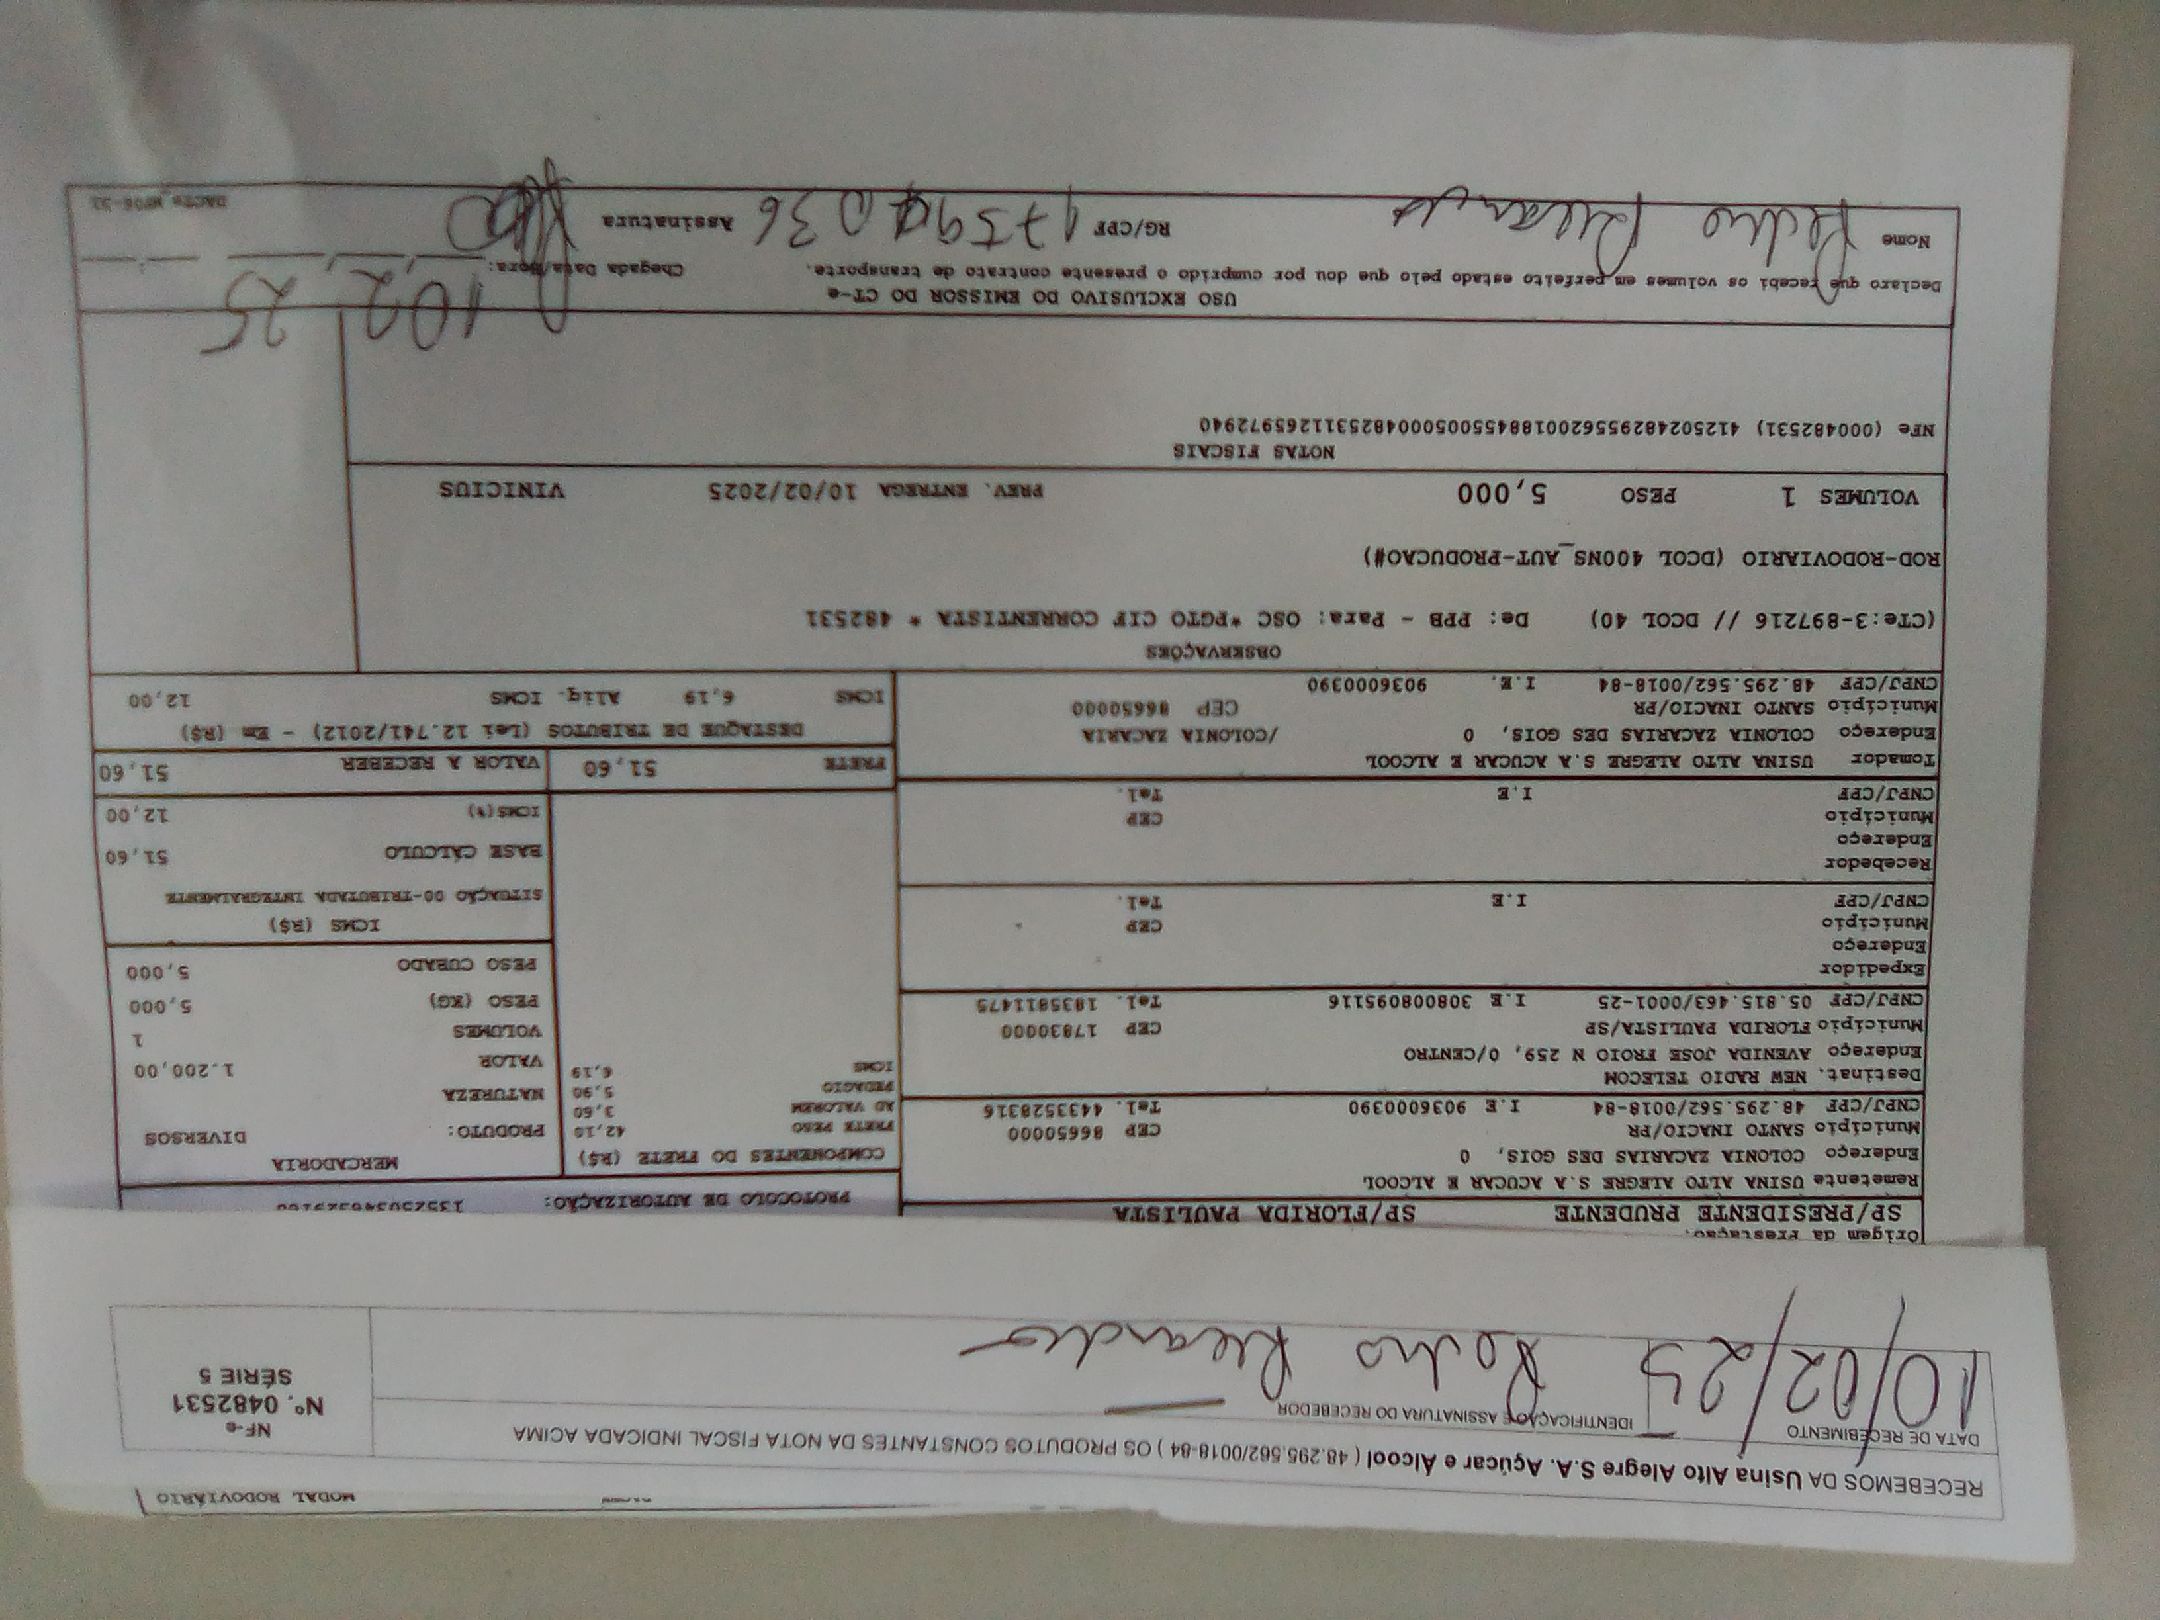 MODAL RODOVIÁRIO
RECEBEMOS DA Usina Alto Alegre S.A. Açúcar e Álcool ( 48.295.562/0018-84 ) OS PRODUTOS CONSTANTES DA NOTA FISCAL INDICADA ACIMA
DATA DE RECEBIMENTO
10/02/25
IDENTIFICAÇÃO E ASSINATURA DO RECEBEDOR
Pedro
NF-e
Nº. 0482531
SÉRIE 5
Origem da Prestação.
SP/PRESIDENTE PRUDENTE SP/FLORIDA PAULISTA
Remetente USINA ALTO ALEGRE S.A ACUCAR E ALCOOL
Endereço COLONIA ZACARIAS DES GOIS, 0
Município SANTO INACIO/PR CEP 86650000
CNPJ/CPF 48.295.562/0018-84 I.E 9036000390 Tel. 4433528316
Destinat. NEW RADIO TELECOM
Endereço AVENIDA JOSE FROIO N 259, 0/CENTRO
Município FLORIDA PAULISTA/SP CEP 17830000
CNPJ/CPF 05.815.463/0001-25 I.E 308008095116 Tel. 1835811475
Expedidor
Endereço
Município CEP
CNPJ/CPF I.E Tel.
Recebedor
Endereço
Município CEP
CNPJ/CPF I.E Tel.
Tomador USINA ALTO ALEGRE S.A ACUCAR E ALCOOL
Endereço COLONIA ZACARIAS DES GOIS, 0 /COLONIA ZACARIA
Município SANTO INACIO/PR CEP 86650000
CNPJ/CPF 48.295.562/0018-84 I.E. 9036000390
PROTOCOLO DE AUTORIZAÇÃO:
COMPONENTES DO FRETE (R$)
FRETE PESO 42,10
AD VALOREM 3,60
PEDAGIO 5,90
ICMS 6,19
MERCADORIA
PRODUTO: DIVERSOS
NATUREZA
VALOR 1.200,00
VOLUMES 1
PESO (KG) 5,000
PESO CUBADO 5,000
ICMS (R$)
SITUAÇÃO 00-TRIBUTADA INTEGRALMENTE
BASE CÁLCULO 51,60
ICMS(%) 12,00
FRETE 51,60 VALOR A RECEBER 51,60
DESTAQUE DE TRIBUTOS (Lei 12.741/2012) - Em (R$)
ICMS 6,19 Aliq. ICMS 12,00
OBSERVAÇÕES
(CTe:3-897216 // DCOL 40) De: PPB - Para: OSC *PGTO CIF CORRENTISTA * 482531
ROD-RODOVIARIO (DCOL 400NS_AUT-PRODUCAO#)
VOLUMES 1 PESO 5,000 PREV. ENTREGA 10/02/2025 VINICIUS
NOTAS FISCAIS
NFe (000482531) 41250248295562001884550050004825311265972940
USO EXCLUSIVO DO EMISSOR DO CT-e
Declaro que recebi os volumes em perfeito estado pelo que dou por cumprido o presente contrato de transporte. Chegada Data/Hora: 10 2 25
Nome Pedro RG/CPF Assinatura